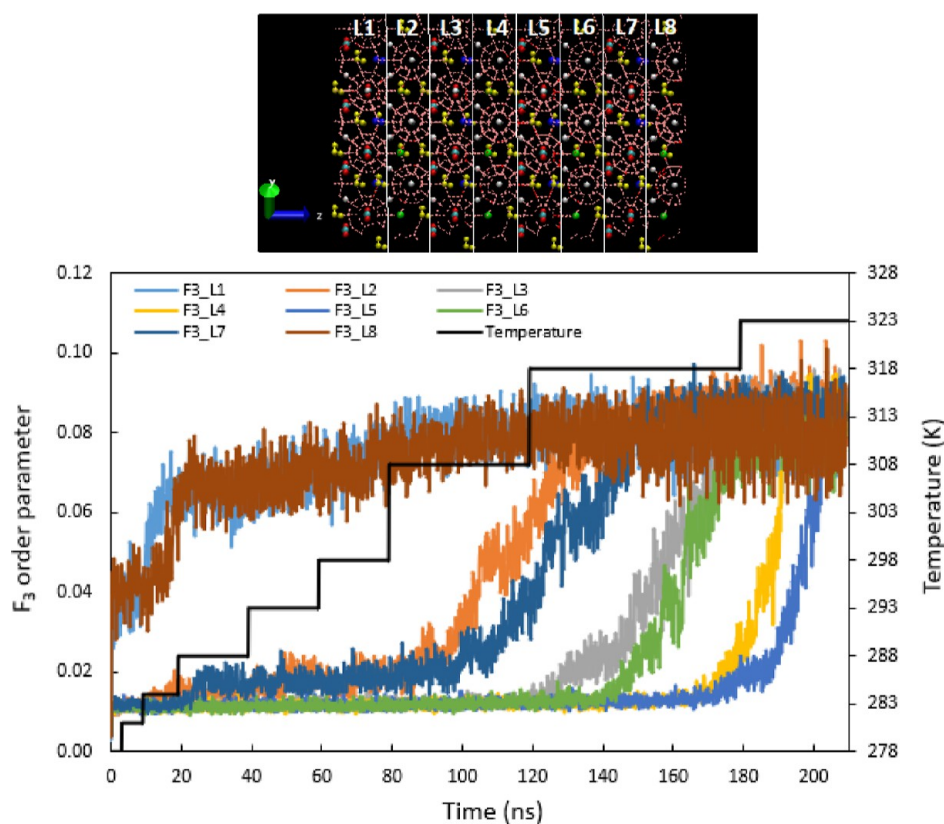 L1 L2 L3 L4 L5 L6 L7 L8
y
z
0.12
0.10
0.08
0.06
0.04
0.02
0.00
F₃ order parameter
F3_L1 F3_L2 F3_L3
F3_L4 F3_L5 F3_L6
F3_L7 F3_L8 Temperature
328
323
318
313
308
303
298
293
288
283
278
Temperature (K)
0 20 40 60 80 100 120 140 160 180 200
Time (ns)